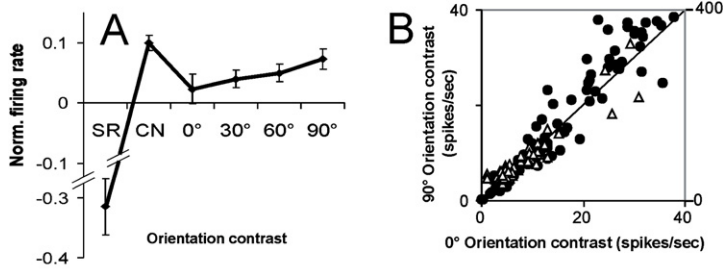 A
Norm. firing rate
0.1
0
-0.1
-0.3
-0.4
SR CN 0° 30° 60° 90°
Orientation contrast
B
90° Orientation contrast
(spikes/sec)
40
20
0
400
0
0 20 40
0° Orientation contrast (spikes/sec)